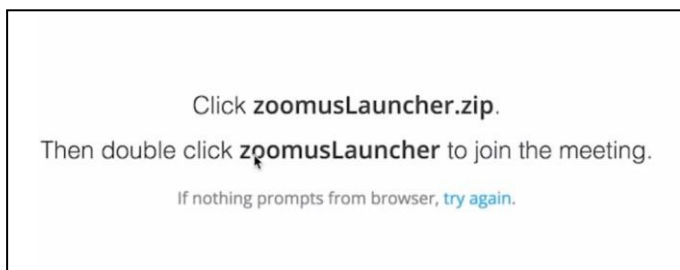 Click zoomusLauncher.zip.
Then double click zoomusLauncher to join the meeting.
If nothing prompts from browser, try again.